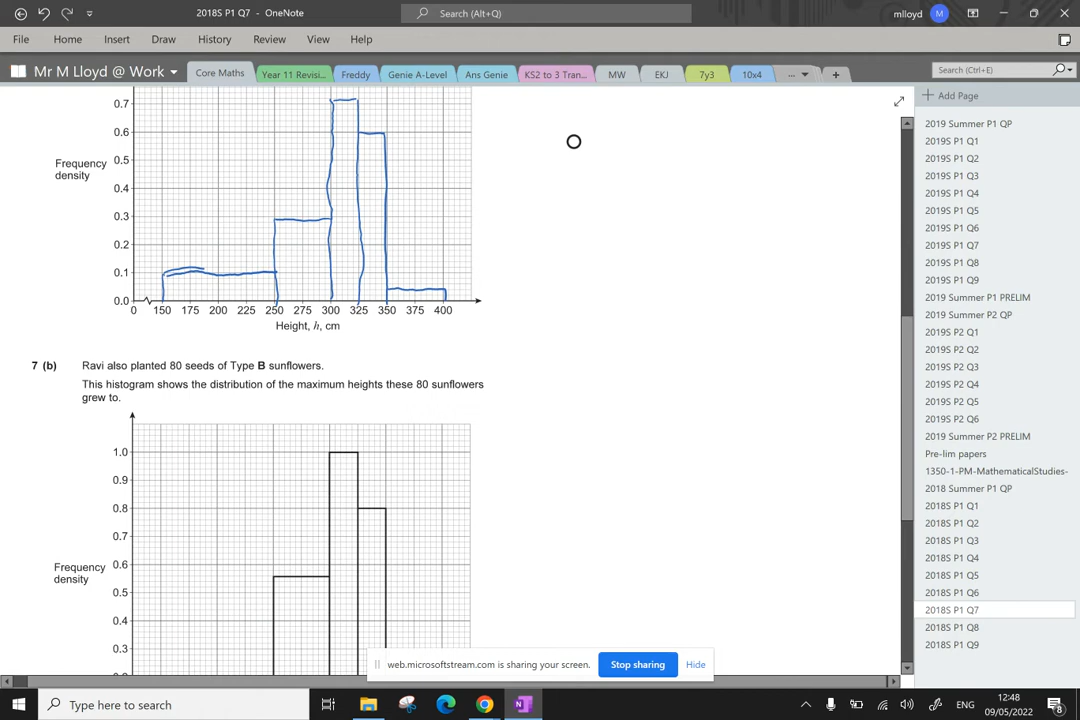 2018S P1 Q7 - OneNote
Search (Alt+Q)
mlloyd
M
File Home Insert Draw History Review View Help
Mr M Lloyd @ Work
Core Maths
Year 11 Revisi...
Freddy
Genie A-Level
Ans Genie
KS2 to 3 Tran...
MW
EKJ
7y3
10x4
...
Search (Ctrl+E)
Add Page
2019 Summer P1 QP
2019S P1 Q1
2019S P1 Q2
2019S P1 Q3
2019S P1 Q4
2019S P1 Q5
2019S P1 Q6
2019S P1 Q7
2019S P1 Q8
2019S P1 Q9
2019 Summer P1 PRELIM
2019 Summer P2 QP
2019S P2 Q1
2019S P2 Q2
2019S P2 Q3
2019S P2 Q4
2019S P2 Q5
2019S P2 Q6
2019 Summer P2 PRELIM
Pre-lim papers
1350-1-PM-MathematicalStudies-
2018 Summer P1 QP
2018S P1 Q1
2018S P1 Q2
2018S P1 Q3
2018S P1 Q4
2018S P1 Q5
2018S P1 Q6
2018S P1 Q7
2018S P1 Q8
2018S P1 Q9
0.7
0.6
0.5
0.4
0.3
0.2
0.1
0.0
Frequency
density
0 150 175 200 225 250 275 300 325 350 375 400
Height, h, cm
7 (b) Ravi also planted 80 seeds of Type B sunflowers.
This histogram shows the distribution of the maximum heights these 80 sunflowers
grew to.
1.0
0.9
0.8
0.7
0.6
0.5
0.4
0.3
Frequency
density
web.microsoftstream.com is sharing your screen.
Stop sharing
Hide
Type here to search
ENG
12:48
09/05/2022
8